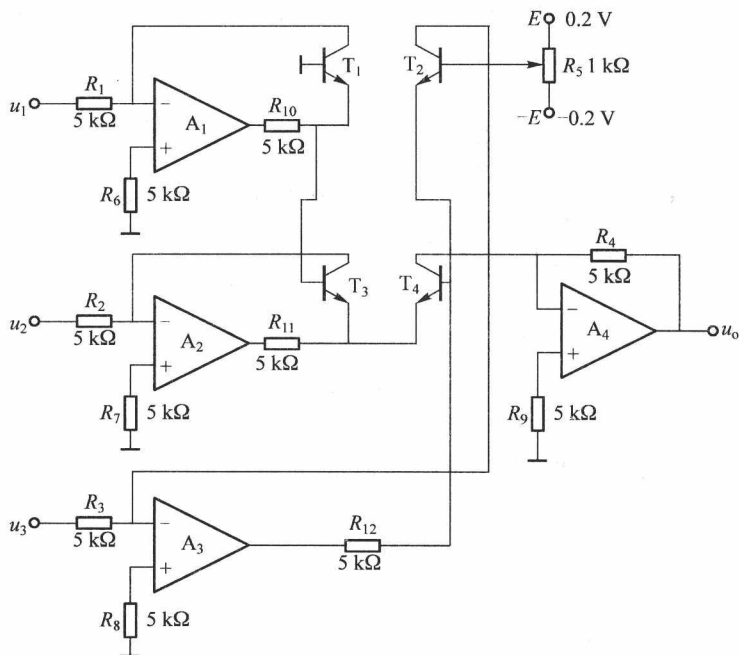 E 0.2 V
T₁
T₂
R₅ 1 kΩ
R₁
u₁
5 kΩ
−
A₁
+
R₁₀
5 kΩ
−E −0.2 V
R₆ 5 kΩ
T₃
T₄
R₄
5 kΩ
R₂
u₂
5 kΩ
−
A₂
+
R₁₁
5 kΩ
−
A₄
+
uₒ
R₇ 5 kΩ
R₉ 5 kΩ
R₃
u₃
5 kΩ
−
A₃
+
R₁₂
5 kΩ
R₈ 5 kΩ